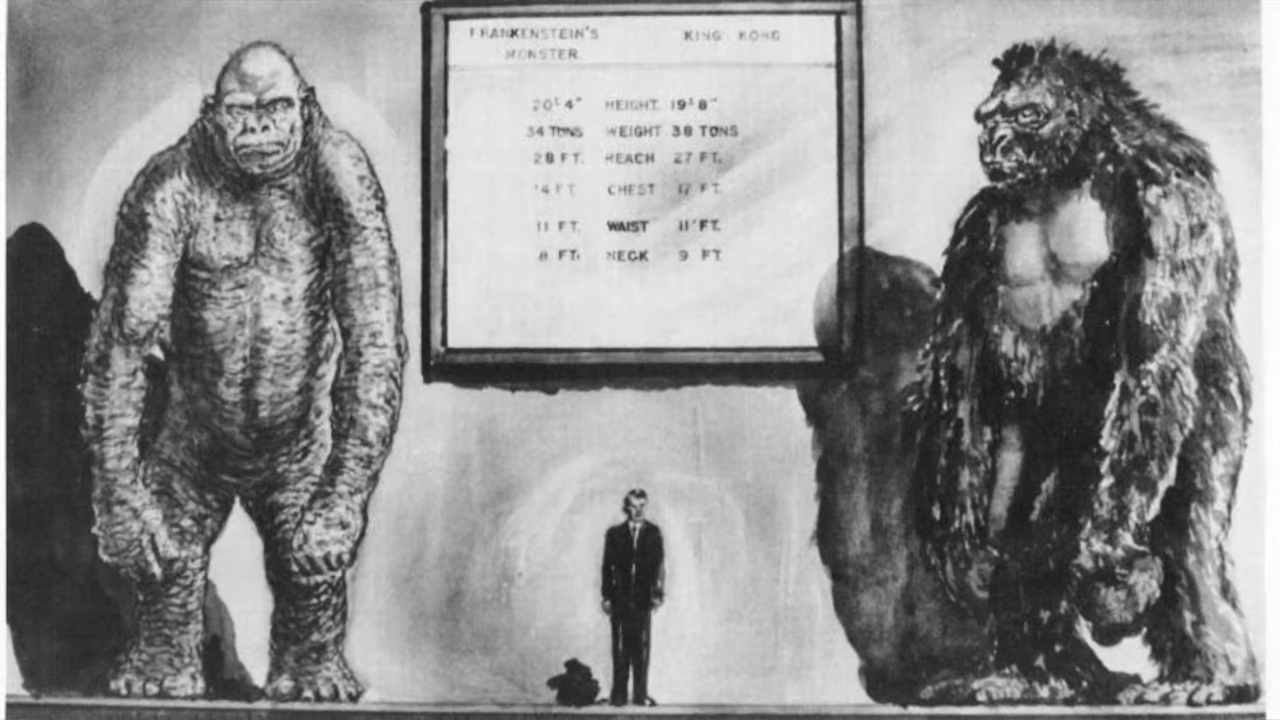 FRANKENSTEIN'S KING KONG
MONSTER.
20' 4" HEIGHT. 19' 8"
34 TONS WEIGHT 38 TONS
28 FT. REACH 27 FT.
14 FT. CHEST 17 FT.
11 FT. WAIST 11 FT.
8 FT. NECK 9 FT